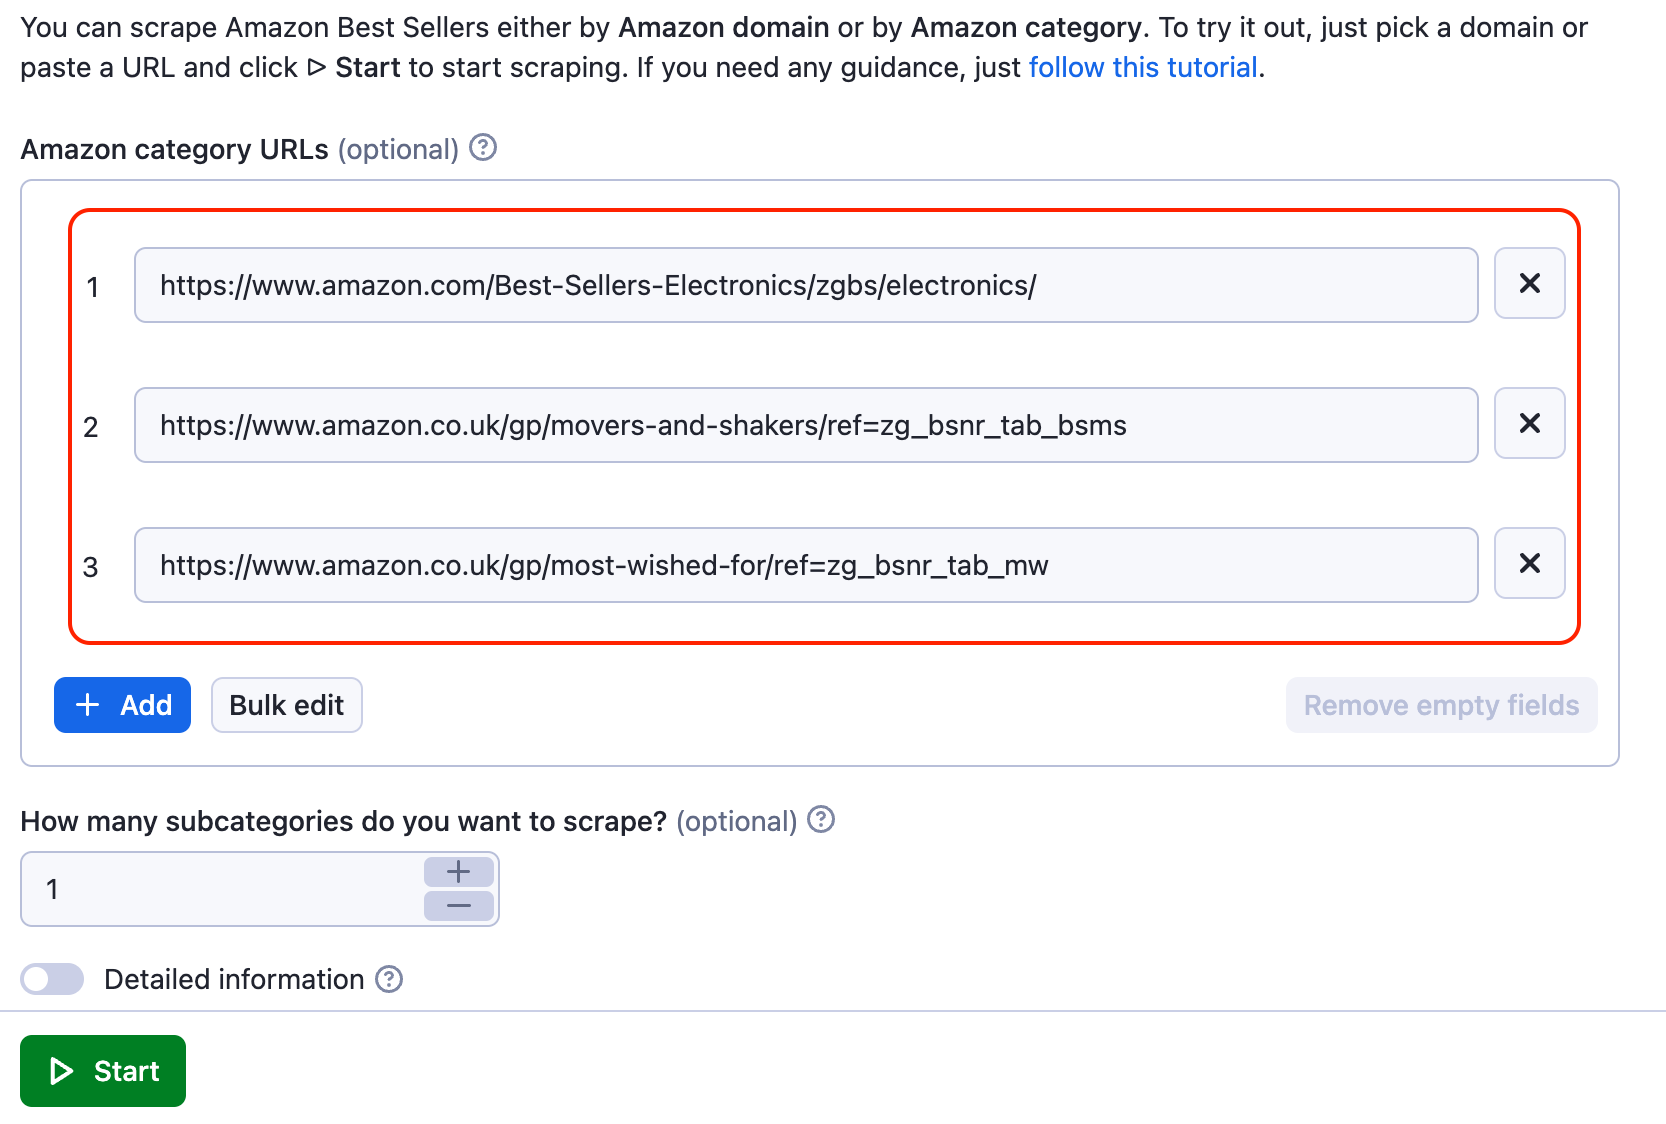 You can scrape Amazon Best Sellers either by Amazon domain or by Amazon category. To try it out, just pick a domain or
paste a URL and click ▷ Start to start scraping. If you need any guidance, just follow this tutorial.
Amazon category URLs (optional) ?
1 https://www.amazon.com/Best-Sellers-Electronics/zgbs/electronics/
2 https://www.amazon.co.uk/gp/movers-and-shakers/ref=zg_bsnr_tab_bsms
3 https://www.amazon.co.uk/gp/most-wished-for/ref=zg_bsnr_tab_mw
+ Add Bulk edit Remove empty fields
How many subcategories do you want to scrape? (optional) ?
1
Detailed information ?
Start